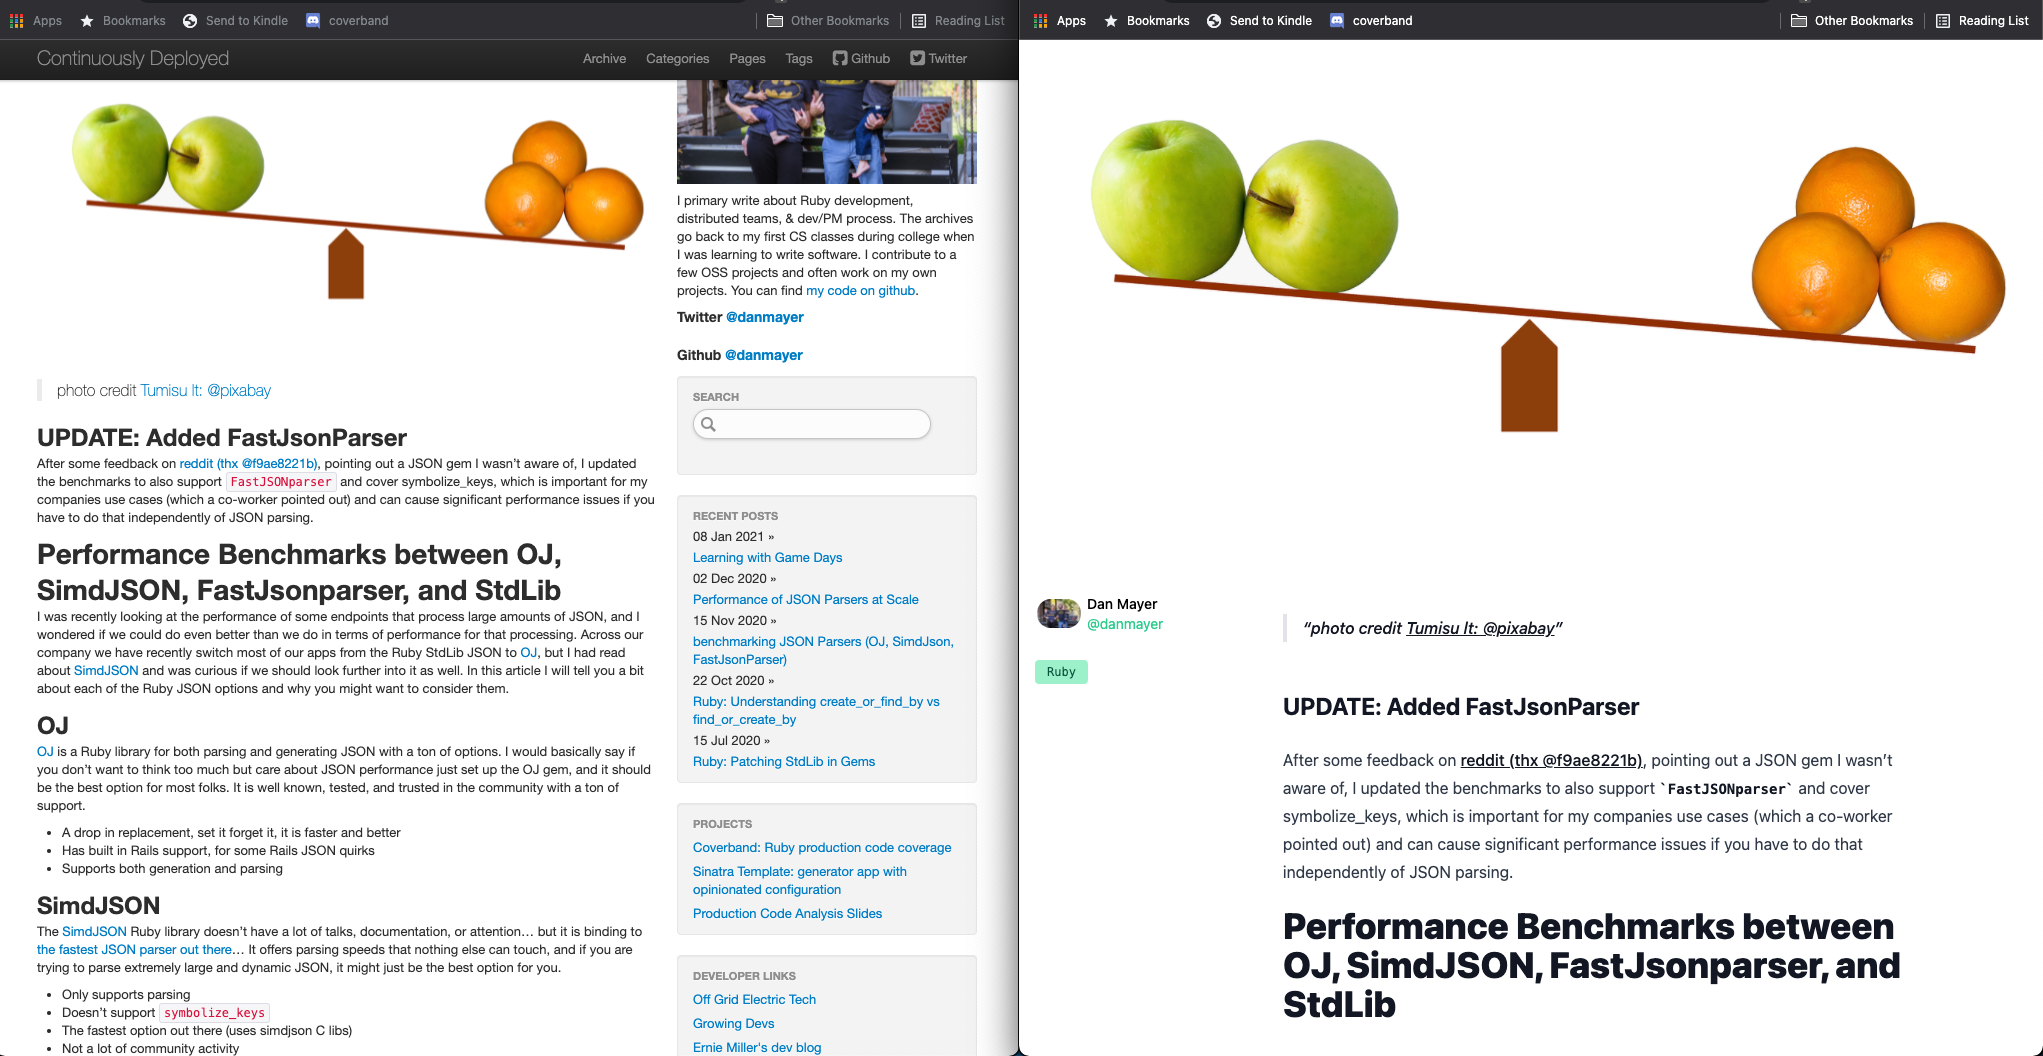 Apps Bookmarks Send to Kindle coverband Other Bookmarks Reading List
Continuously Deployed Archive Categories Pages Tags Github Twitter
photo credit Tumisu lt: @pixabay
UPDATE: Added FastJsonParser
After some feedback on reddit (thx @f9ae8221b), pointing out a JSON gem I wasn’t aware of, I updated
the benchmarks to also support FastJSONparser and cover symbolize_keys, which is important for my
companies use cases (which a co-worker pointed out) and can cause significant performance issues if you
have to do that independently of JSON parsing.
Performance Benchmarks between OJ,
SimdJSON, FastJsonparser, and StdLib
I was recently looking at the performance of some endpoints that process large amounts of JSON, and I
wondered if we could do even better than we do in terms of performance for that processing. Across our
company we have recently switch most of our apps from the Ruby StdLib JSON to OJ, but I had read
about SimdJSON and was curious if we should look further into it as well. In this article I will tell you a bit
about each of the Ruby JSON options and why you might want to consider them.
OJ
OJ is a Ruby library for both parsing and generating JSON with a ton of options. I would basically say if
you don’t want to think too much but care about JSON performance just set up the OJ gem, and it should
be the best option for most folks. It is well known, tested, and trusted in the community with a ton of
support.
• A drop in replacement, set it forget it, it is faster and better
• Has built in Rails support, for some Rails JSON quirks
• Supports both generation and parsing
SimdJSON
The SimdJSON Ruby library doesn’t have a lot of talks, documentation, or attention… but it is binding to
the fastest JSON parser out there… It offers parsing speeds that nothing else can touch, and if you are
trying to parse extremely large and dynamic JSON, it might just be the best option for you.
• Only supports parsing
• Doesn’t support symbolize_keys
• The fastest option out there (uses simdjson C libs)
• Not a lot of community activity
I primary write about Ruby development,
distributed teams, & dev/PM process. The archives
go back to my first CS classes during college when
I was learning to write software. I contribute to a
few OSS projects and often work on my own
projects. You can find my code on github.
Twitter @danmayer
Github @danmayer
SEARCH
RECENT POSTS
08 Jan 2021 »
Learning with Game Days
02 Dec 2020 »
Performance of JSON Parsers at Scale
15 Nov 2020 »
benchmarking JSON Parsers (OJ, SimdJson,
FastJsonParser)
22 Oct 2020 »
Ruby: Understanding create_or_find_by vs
find_or_create_by
15 Jul 2020 »
Ruby: Patching StdLib in Gems
PROJECTS
Coverband: Ruby production code coverage
Sinatra Template: generator app with
opinionated configuration
Production Code Analysis Slides
DEVELOPER LINKS
Off Grid Electric Tech
Growing Devs
Ernie Miller's dev blog
Apps Bookmarks Send to Kindle coverband Other Bookmarks Reading List
Dan Mayer
@danmayer
Ruby
“photo credit Tumisu lt: @pixabay”
UPDATE: Added FastJsonParser
After some feedback on reddit (thx @f9ae8221b), pointing out a JSON gem I wasn’t
aware of, I updated the benchmarks to also support `FastJSONparser` and cover
symbolize_keys, which is important for my companies use cases (which a co-worker
pointed out) and can cause significant performance issues if you have to do that
independently of JSON parsing.
Performance Benchmarks between
OJ, SimdJSON, FastJsonparser, and
StdLib